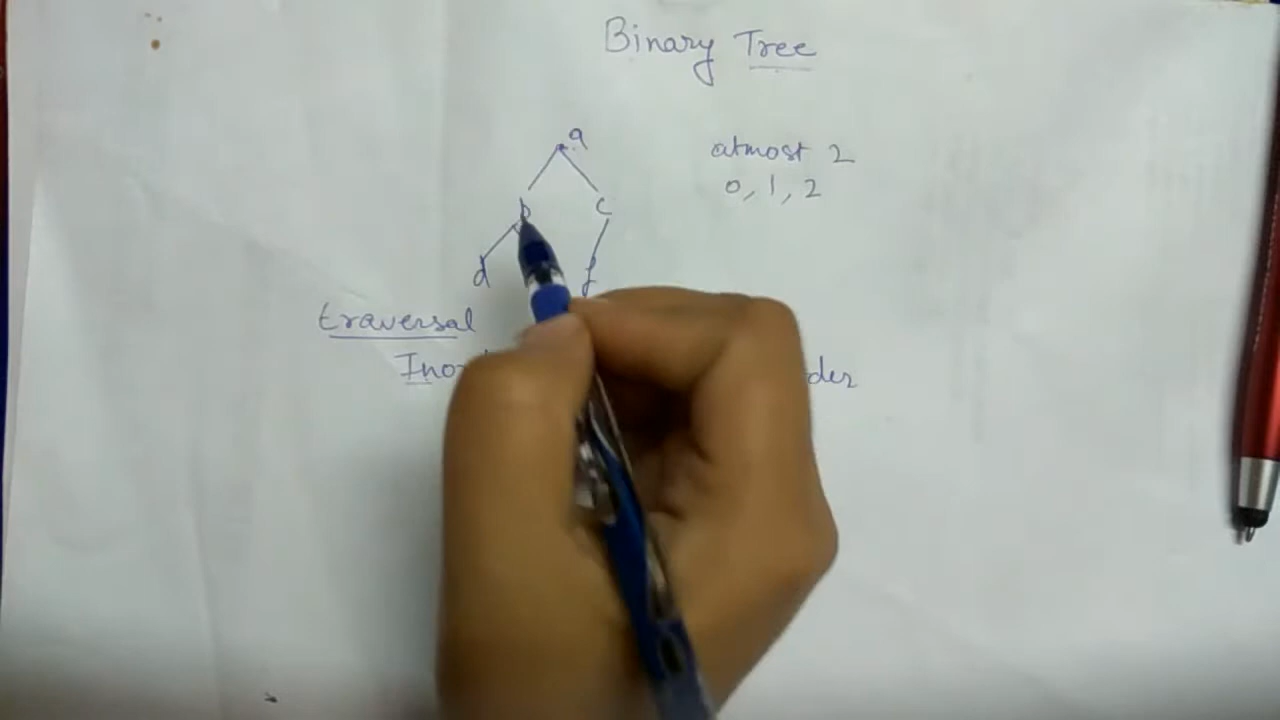 Binary Tree
a
atmost 2
0, 1, 2
b c
d f
traversal